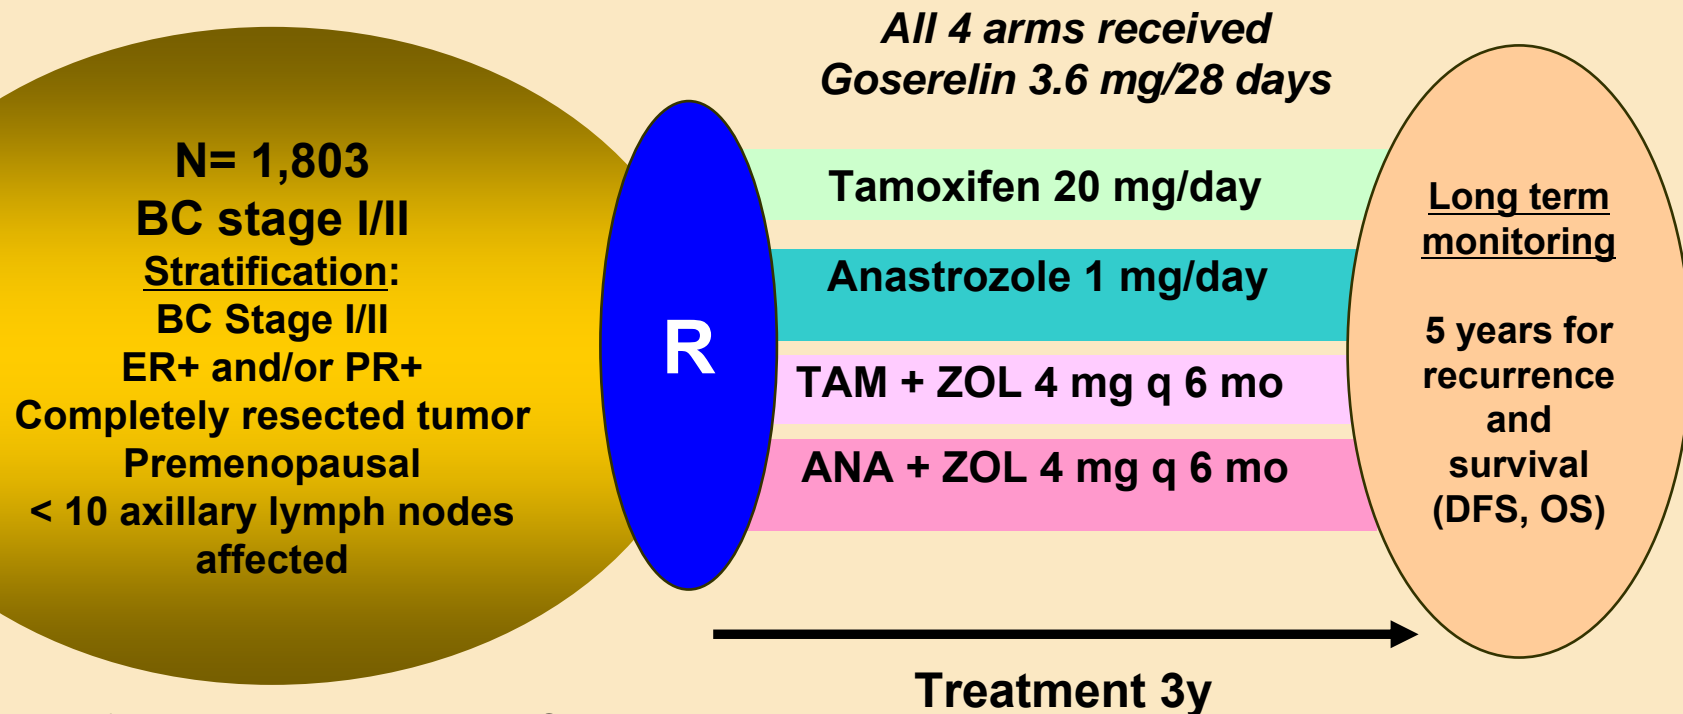 All 4 arms received
Goserelin 3.6 mg/28 days
N= 1,803
BC stage I/II
Stratification:
BC Stage I/II
ER+ and/or PR+
Completely resected tumor
Premenopausal
< 10 axillary lymph nodes
affected
R
Tamoxifen 20 mg/day
Anastrozole 1 mg/day
TAM + ZOL 4 mg q 6 mo
ANA + ZOL 4 mg q 6 mo
Treatment 3y
Long term
monitoring
5 years for
recurrence
and
survival
(DFS, OS)